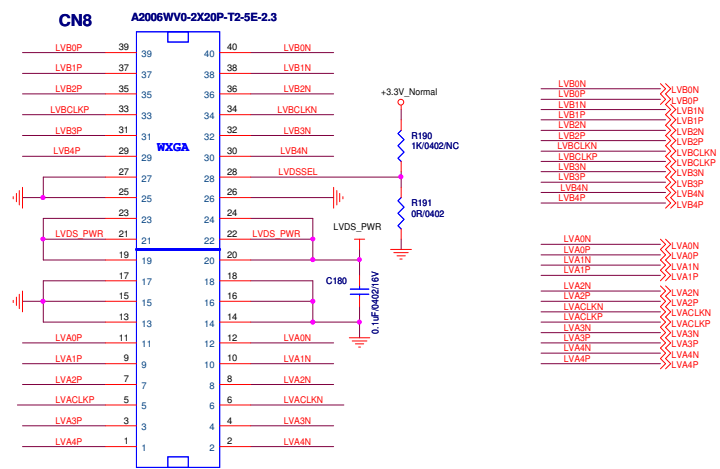 CN8 A2006WV0-2X20P-T2-5E-2.3
LVB0P 39 39 40 40 LVB0N
LVB1P 37 37 38 38 LVB1N
LVB2P 35 35 36 36 LVB2N
LVBCLKP 33 33 34 34 LVBCLKN
LVB3P 31 31 32 32 LVB3N
LVB4P 29 29 30 30 LVB4N
WXGA
27 27 28 28 LVDSSEL
25 25 26 26
23 23 24 24
LVDS_PWR 21 21 22 22 LVDS_PWR
19 19 20 20
17 17 18 18
15 15 16 16
13 13 14 14
LVA0P 11 11 12 12 LVA0N
LVA1P 9 9 10 10 LVA1N
LVA2P 7 7 8 8 LVA2N
LVACLKP 5 5 6 6 LVACLKN
LVA3P 3 3 4 4 LVA3N
LVA4P 1 1 2 2 LVA4N
+3.3V_Normal
R190
1K/0402/NC
R191
0R/0402
LVDS_PWR
C180
0.1uF/0402/16V
LVB0N LVB0N
LVB0P LVB0P
LVB1N LVB1N
LVB1P LVB1P
LVB2N LVB2N
LVB2P LVB2P
LVBCLKN LVBCLKN
LVBCLKP LVBCLKP
LVB3N LVB3N
LVB3P LVB3P
LVB4N LVB4N
LVB4P LVB4P
LVA0N LVA0N
LVA0P LVA0P
LVA1N LVA1N
LVA1P LVA1P
LVA2N LVA2N
LVA2P LVA2P
LVACLKN LVACLKN
LVACLKP LVACLKP
LVA3N LVA3N
LVA3P LVA3P
LVA4N LVA4N
LVA4P LVA4P